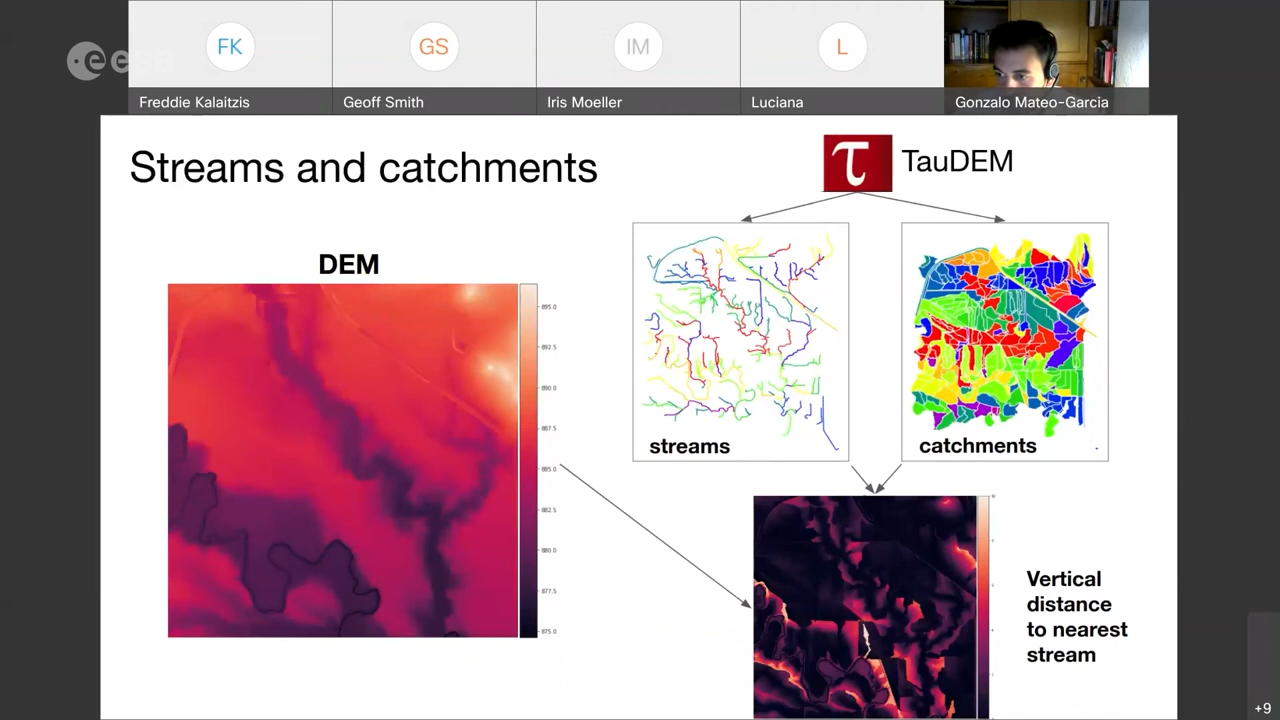 FK
GS
IM
L
esa
Freddie Kalaitzis
Geoff Smith
Iris Moeller
Luciana
Gonzalo Mateo-Garcia
Streams and catchments
τ TauDEM
DEM
895.0
892.5
890.0
887.5
885.0
882.5
880.0
877.5
875.0
streams
catchments
Vertical
distance
to nearest
stream
+9